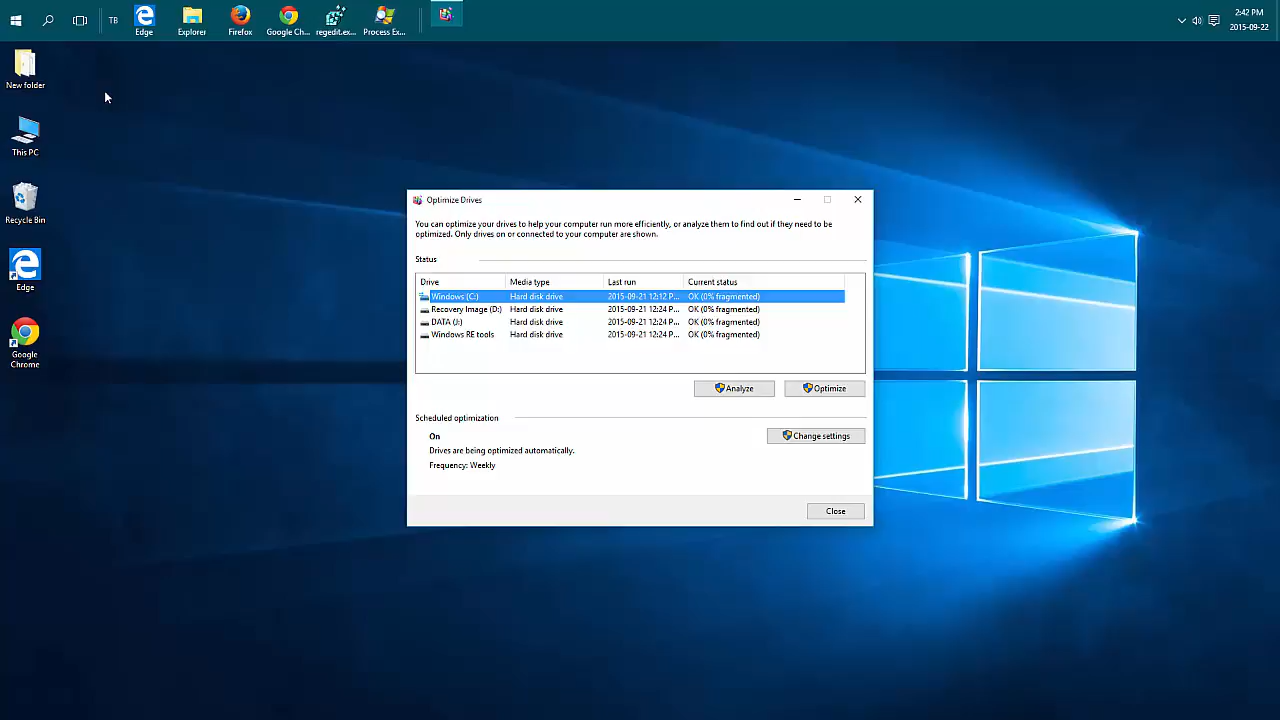 TB
Edge
Explorer
Firefox
Google Ch...
regedit.ex...
Process Ex...
2:42 PM
2015-09-22
New folder
This PC
Recycle Bin
Edge
Google
Chrome
Optimize Drives
You can optimize your drives to help your computer run more efficiently, or analyze them to find out if they need to be
optimized. Only drives on or connected to your computer are shown.
Status
Drive Media type Last run Current status
Windows (C:) Hard disk drive 2015-09-21 12:12 P... OK (0% fragmented)
Recovery Image (D:) Hard disk drive 2015-09-21 12:24 P... OK (0% fragmented)
DATA (J:) Hard disk drive 2015-09-21 12:24 P... OK (0% fragmented)
Windows RE tools Hard disk drive 2015-09-21 12:24 P... OK (0% fragmented)
Analyze Optimize
Scheduled optimization
On
Change settings
Drives are being optimized automatically.
Frequency: Weekly
Close